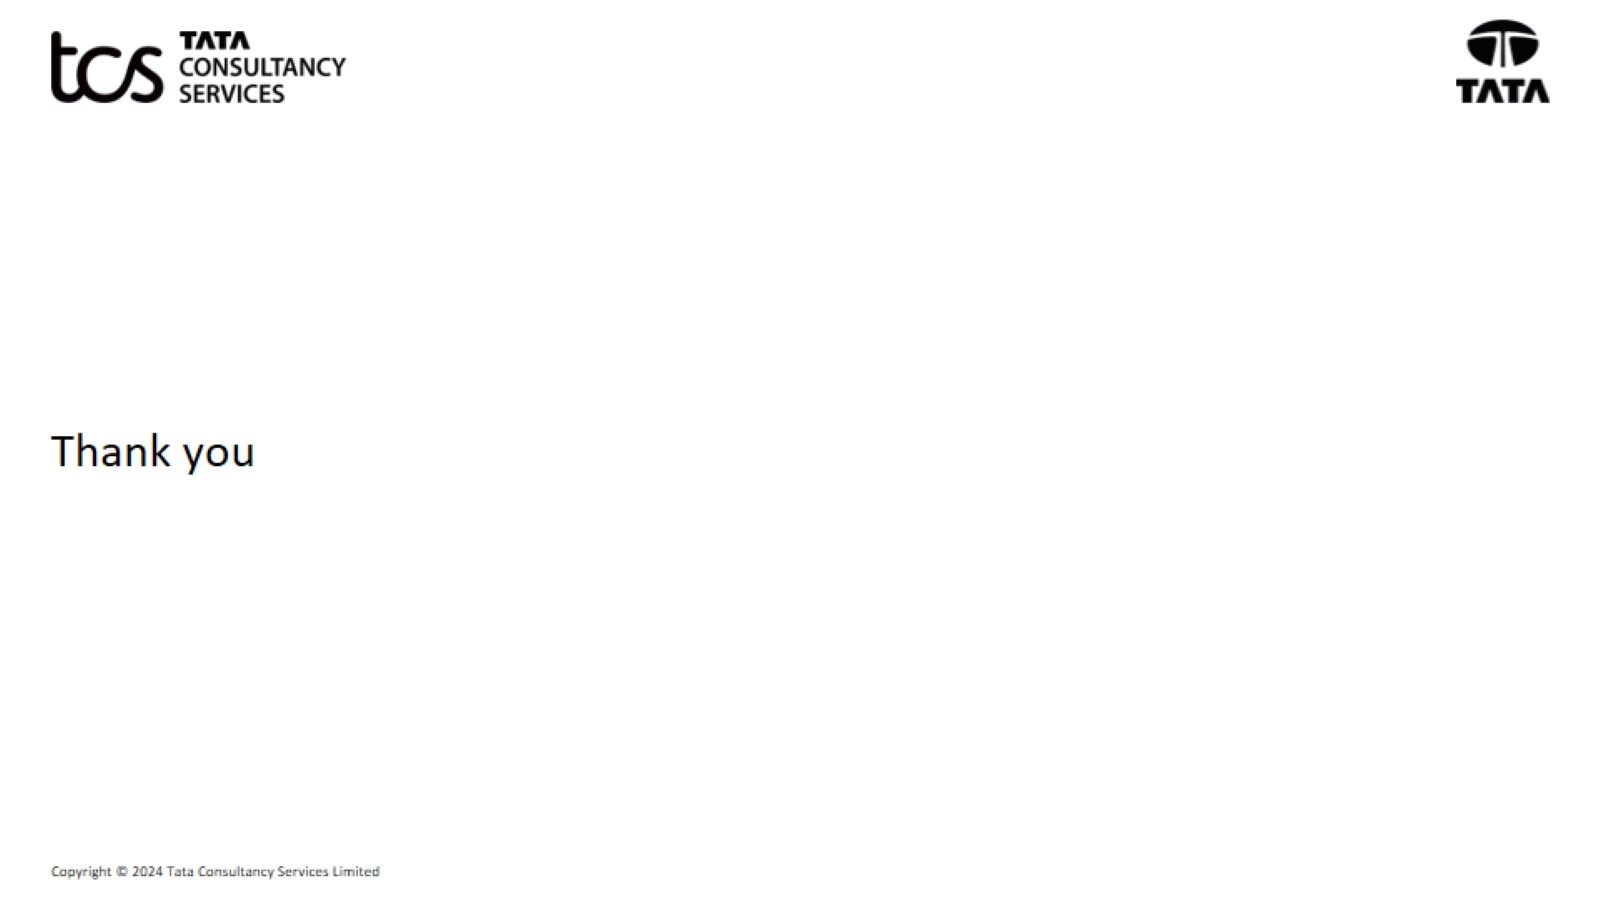 tcs
TATA
CONSULTANCY
SERVICES
TATA
Thank you
Copyright © 2024 Tata Consultancy Services Limited